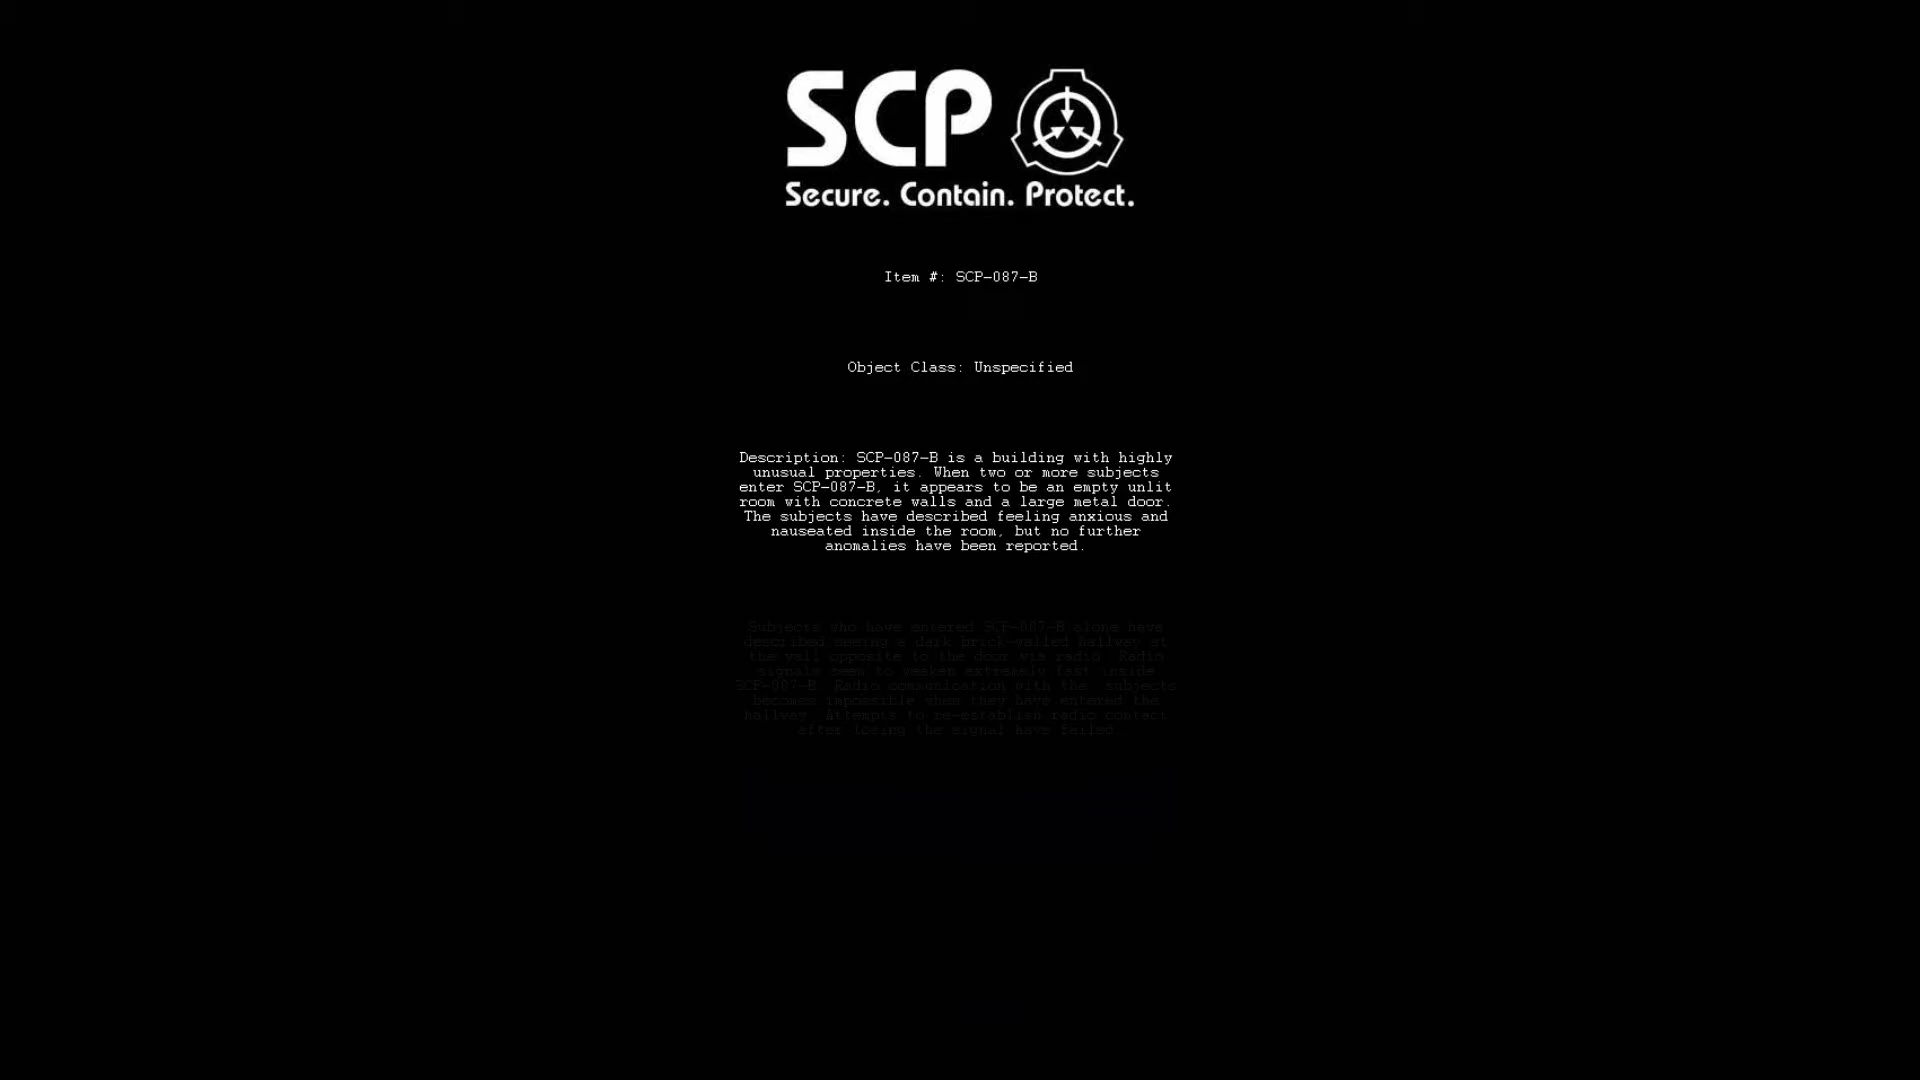 SCP
Secure. Contain. Protect.
Item #: SCP-087-B
Object Class: Unspecified
Description: SCP-087-B is a building with highly
unusual properties. When two or more subjects
enter SCP-087-B, it appears to be an empty unlit
room with concrete walls and a large metal door.
The subjects have described feeling anxious and
nauseated inside the room, but no further
anomalies have been reported.
Subjects who have entered SCP-087-B alone have
described seeing a dark brick-walled hallway at
the wall opposite to the door via radio. Radio
signals seem to weaken extremely fast inside
SCP-087-B. Radio communication with the subjects
becomes impossible when they have entered the
hallway. Attempts to re-establish radio contact
after losing the signal have failed.